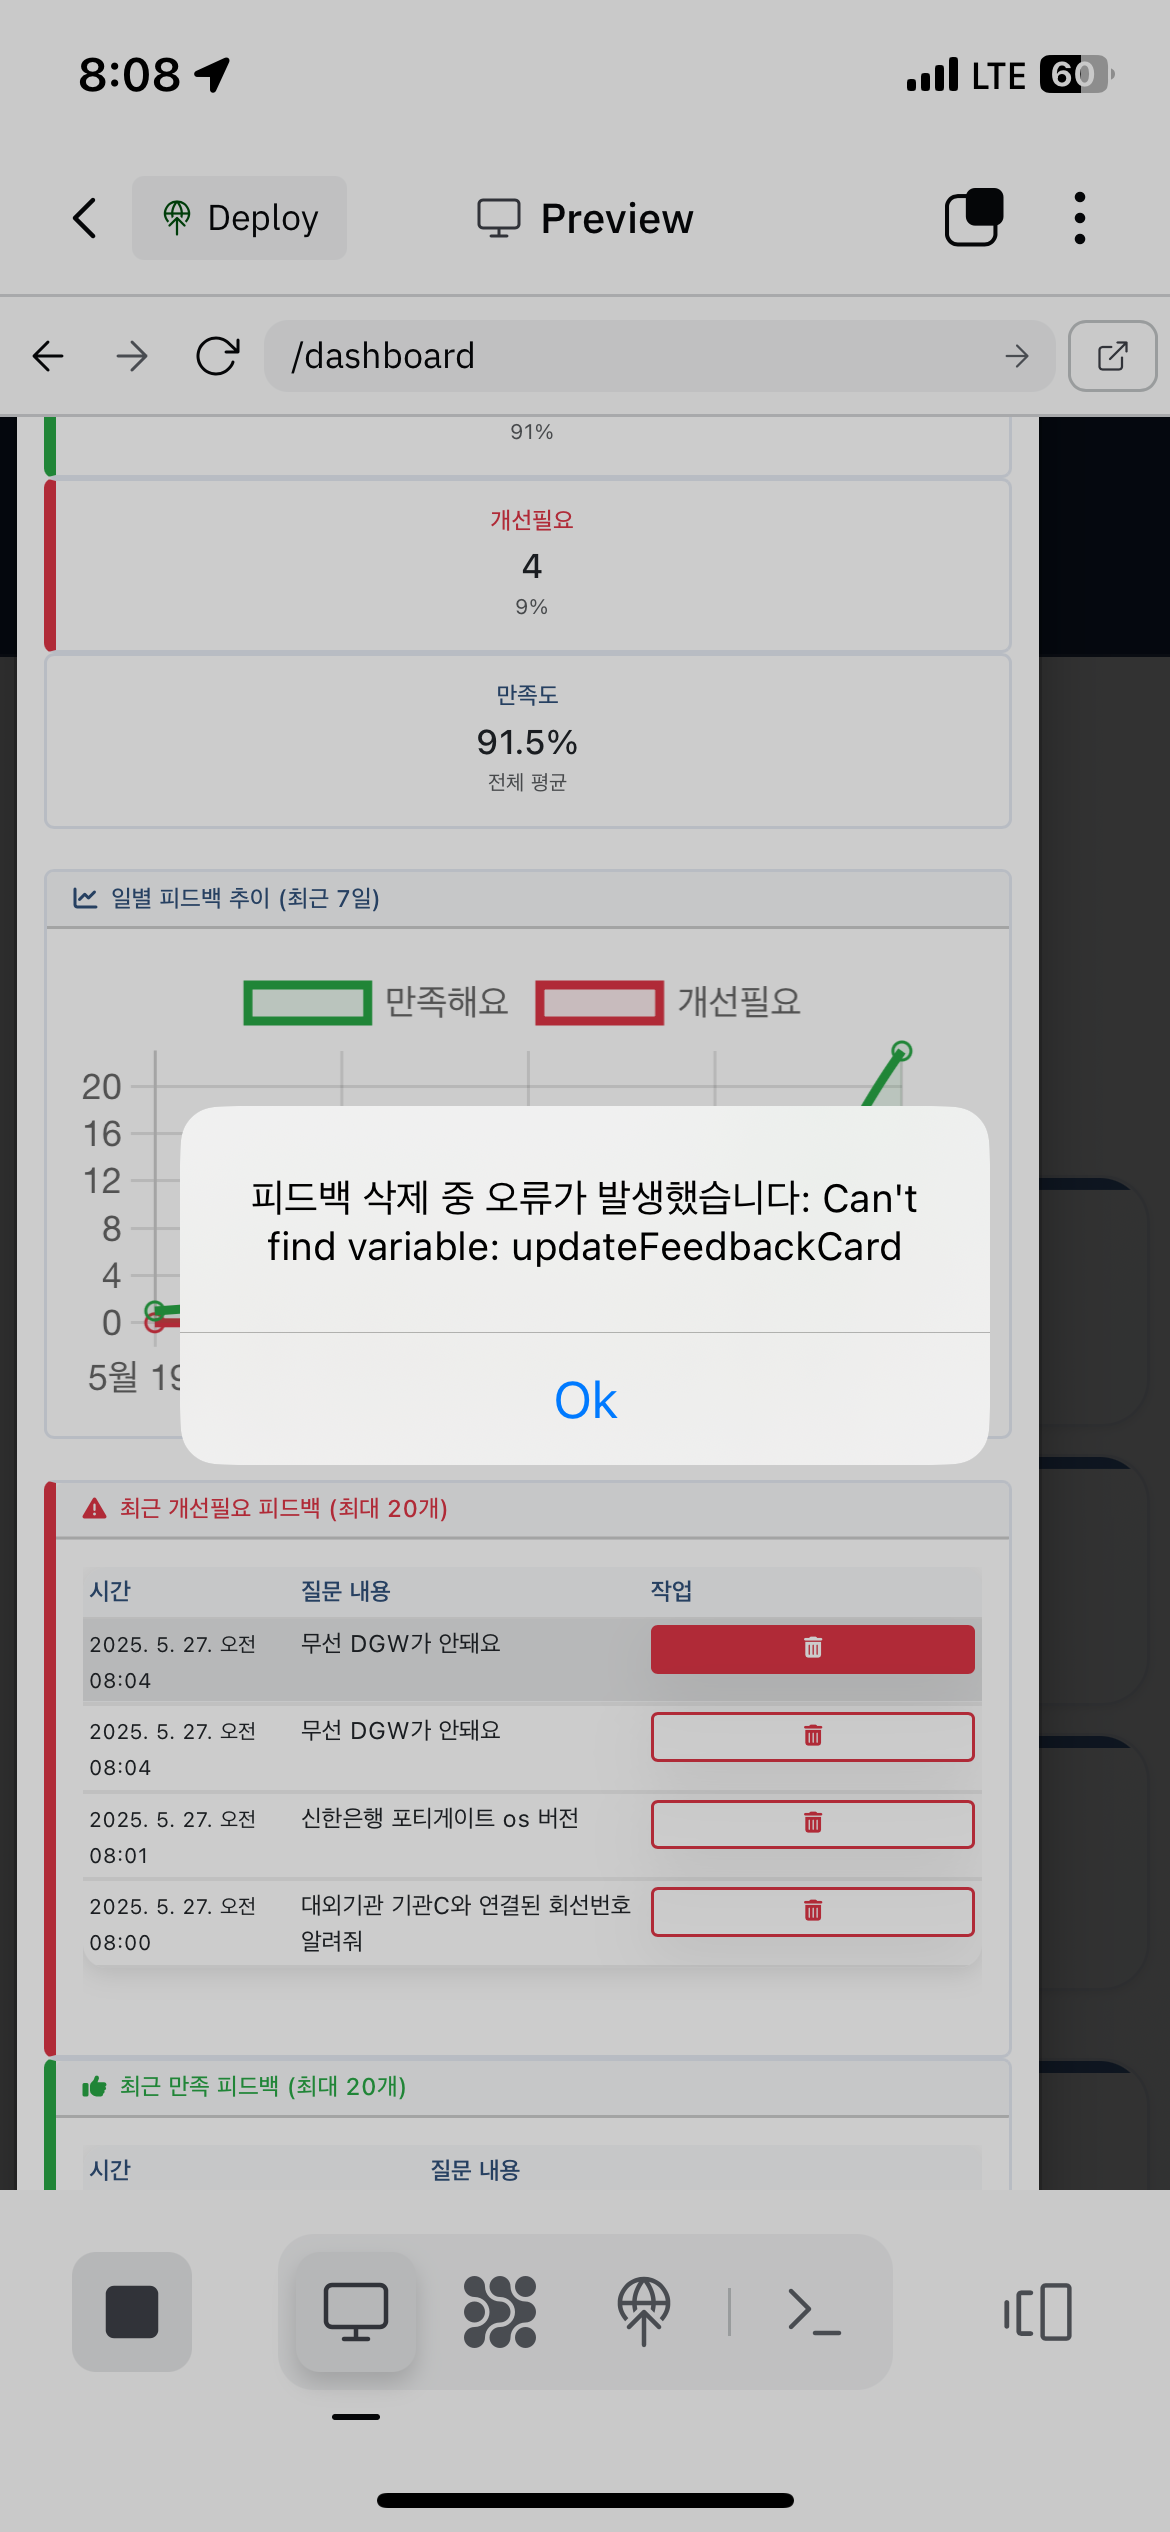 8:08
LTE 60
Deploy
Preview
/dashboard
91%
개선필요
4
9%
만족도
91.5%
전체 평균
일별 피드백 추이 (최근 7일)
만족해요 개선필요
20
16
12
8
4
0
5월 19
피드백 삭제 중 오류가 발생했습니다: Can't
find variable: updateFeedbackCard
Ok
최근 개선필요 피드백 (최대 20개)
시간 질문 내용 작업
2025. 5. 27. 오전 무선 DGW가 안돼요
08:04
2025. 5. 27. 오전 무선 DGW가 안돼요
08:04
2025. 5. 27. 오전 신한은행 포티게이트 os 버전
08:01
2025. 5. 27. 오전 대외기관 기관C와 연결된 회선번호
08:00 알려줘
최근 만족 피드백 (최대 20개)
시간 질문 내용